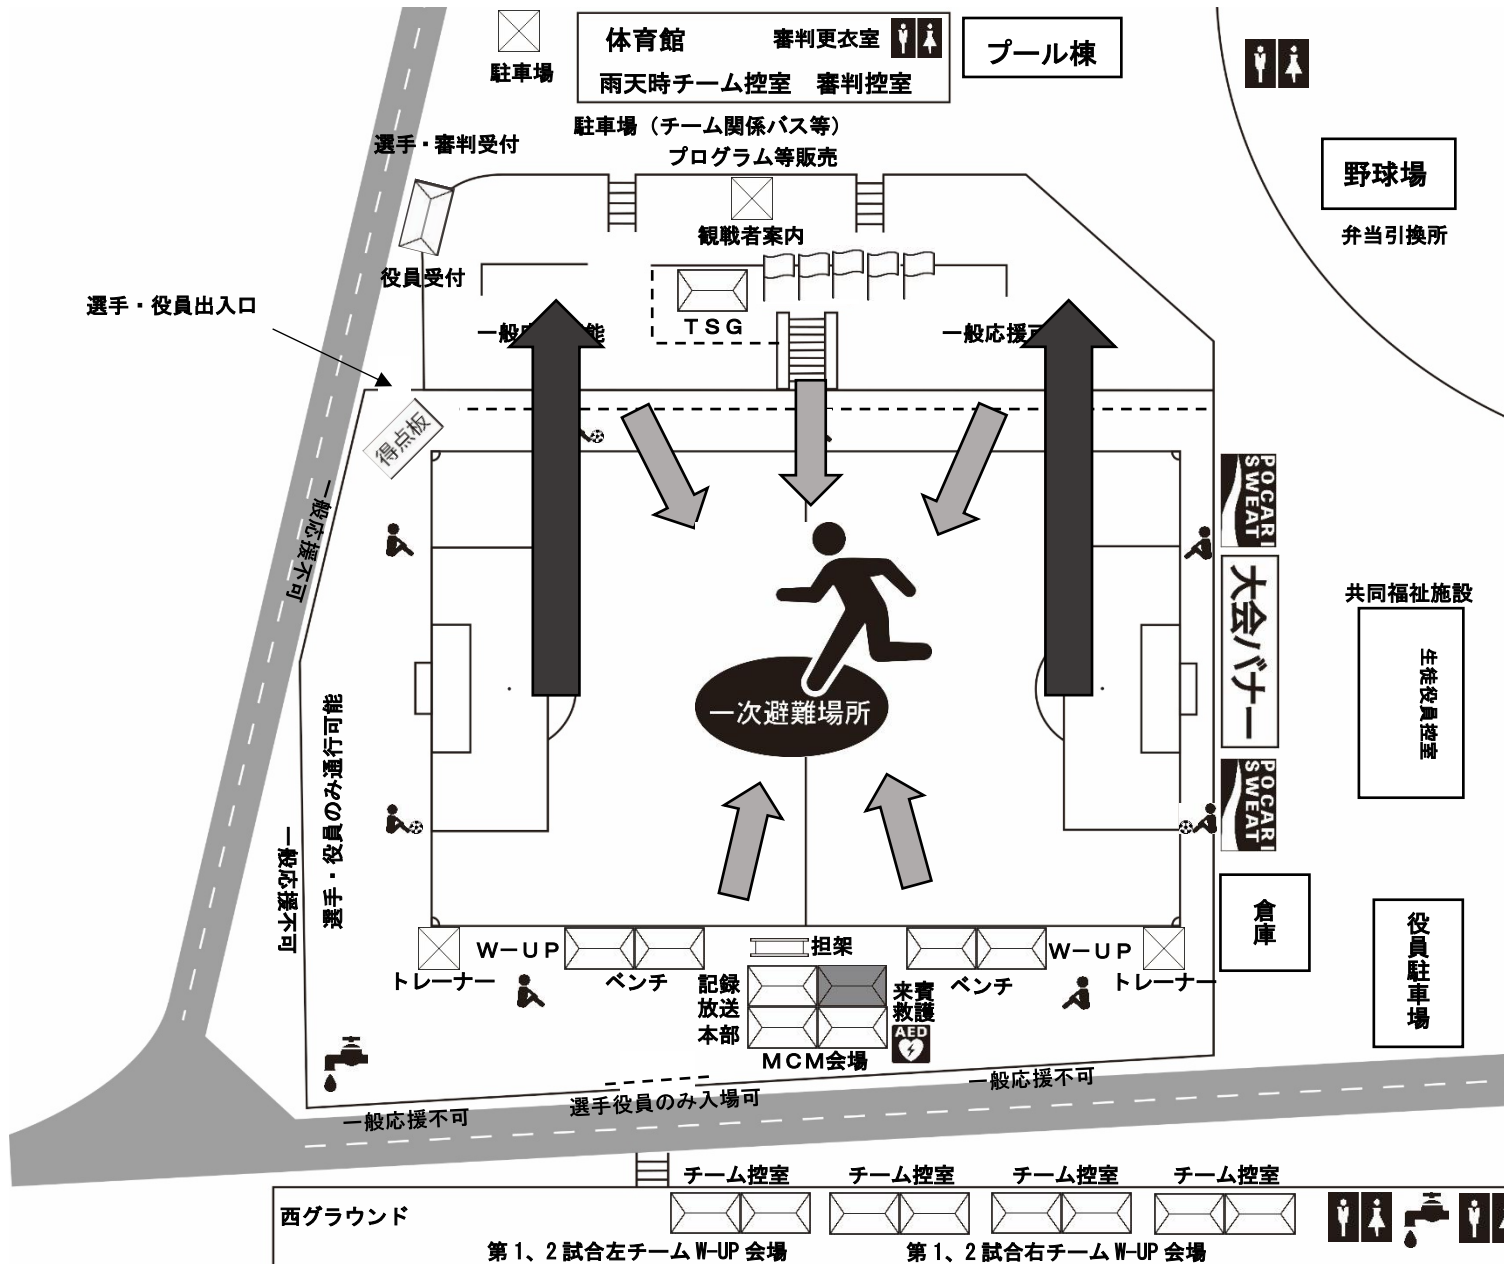 体育館
審判更衣室
プール棟
駐車場
雨天時チーム控室 審判控室
駐車場（チーム関係バス等）
選手・審判受付
プログラム等販売
野球場
観戦者案内
弁当引換所
役員受付
選手・役員出入口
TSG
一般応
能
一般応援可
得点板
一般応援不可
POCARI
SWEAT
大会バナー
共同福祉施設
生徒役員控室
一次避難場所
選手・役員のみ通行可能
POCARI
SWEAT
一般応援不可
倉庫
役員駐車場
W-UP
担架
W-UP
トレーナー
ベンチ
記録
放送
本部
来賓
救護
ベンチ
トレーナー
AED
MCM会場
一般応援不可
選手役員のみ入場可
一般応援不可
チーム控室
チーム控室
チーム控室
チーム控室
西グラウンド
第1、2試合左チームW-UP会場
第1、2試合右チームW-UP会場